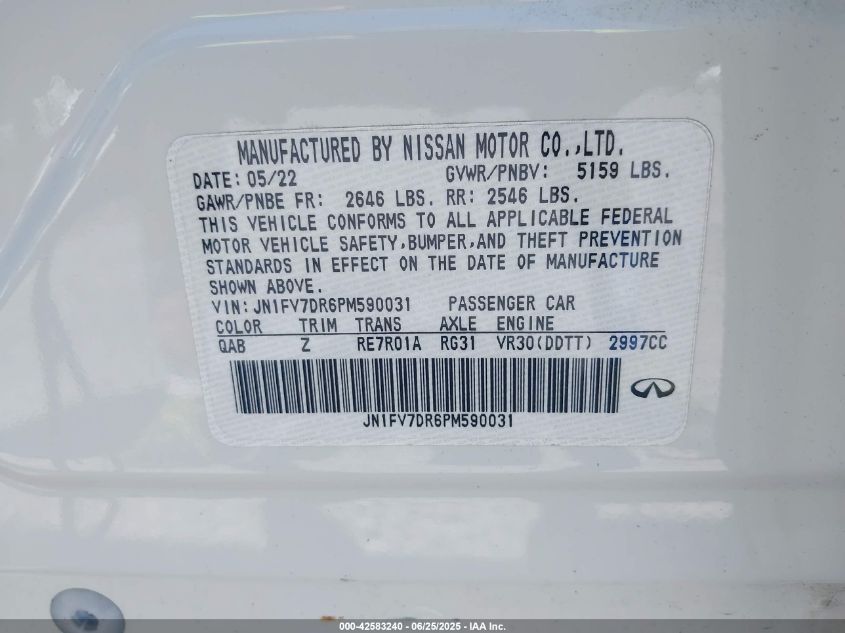 MANUFACTURED BY NISSAN MOTOR CO.,LTD.
DATE: 05/22 GVWR/PNBV: 5159 LBS.
GAWR/PNBE FR: 2646 LBS. RR: 2546 LBS.
THIS VEHICLE CONFORMS TO ALL APPLICABLE FEDERAL
MOTOR VEHICLE SAFETY,BUMPER,AND THEFT PREVENTION
STANDARDS IN EFFECT ON THE DATE OF MANUFACTURE
SHOWN ABOVE.
VIN:JN1FV7DR6PM590031 PASSENGER CAR
COLOR TRIM TRANS AXLE ENGINE
QAB Z RE7R01A RG31 VR30(DDTT) 2997CC
JN1FV7DR6PM590031
000-42583240 - 06/25/2025 - IAA Inc.